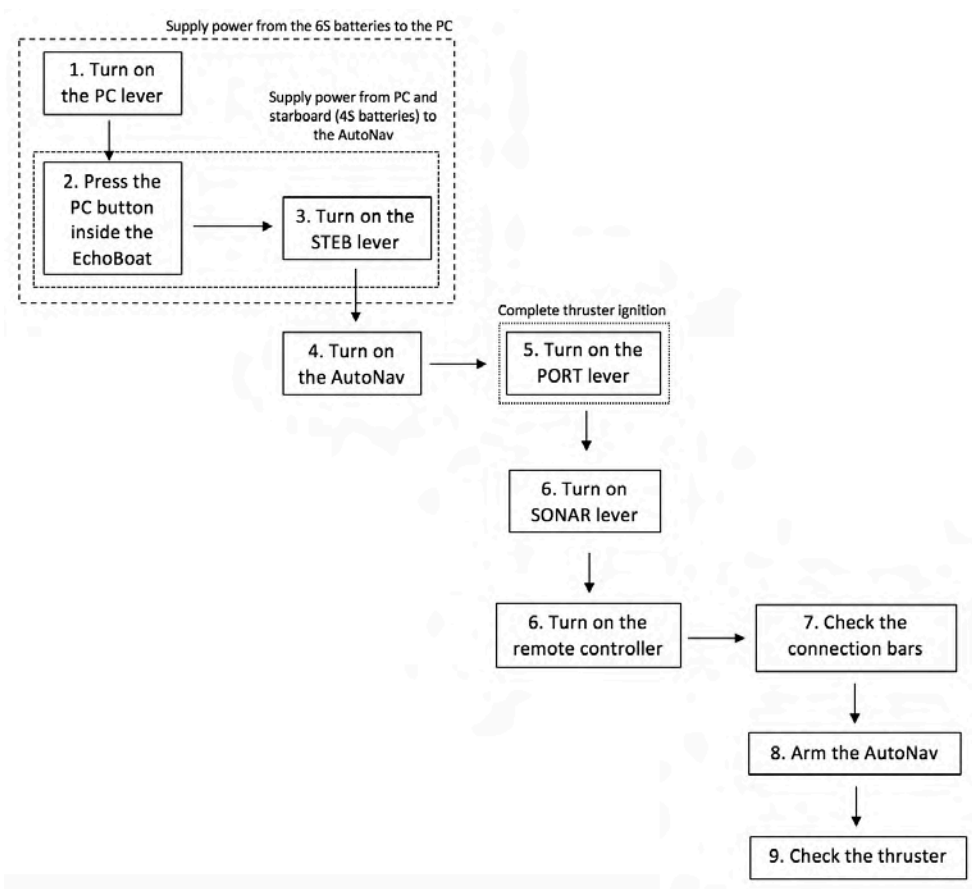 Supply power from the 6S batteries to the PC
1. Turn on
the PC lever
Supply power from PC and
starboard (4S batteries) to
the AutoNav
2. Press the
PC button
inside the
EchoBoat
3. Turn on the
STEB lever
4. Turn on
the AutoNav
Complete thruster ignition
5. Turn on the
PORT lever
6. Turn on
SONAR lever
6. Turn on the
remote controller
7. Check the
connection bars
8. Arm the AutoNav
9. Check the thruster